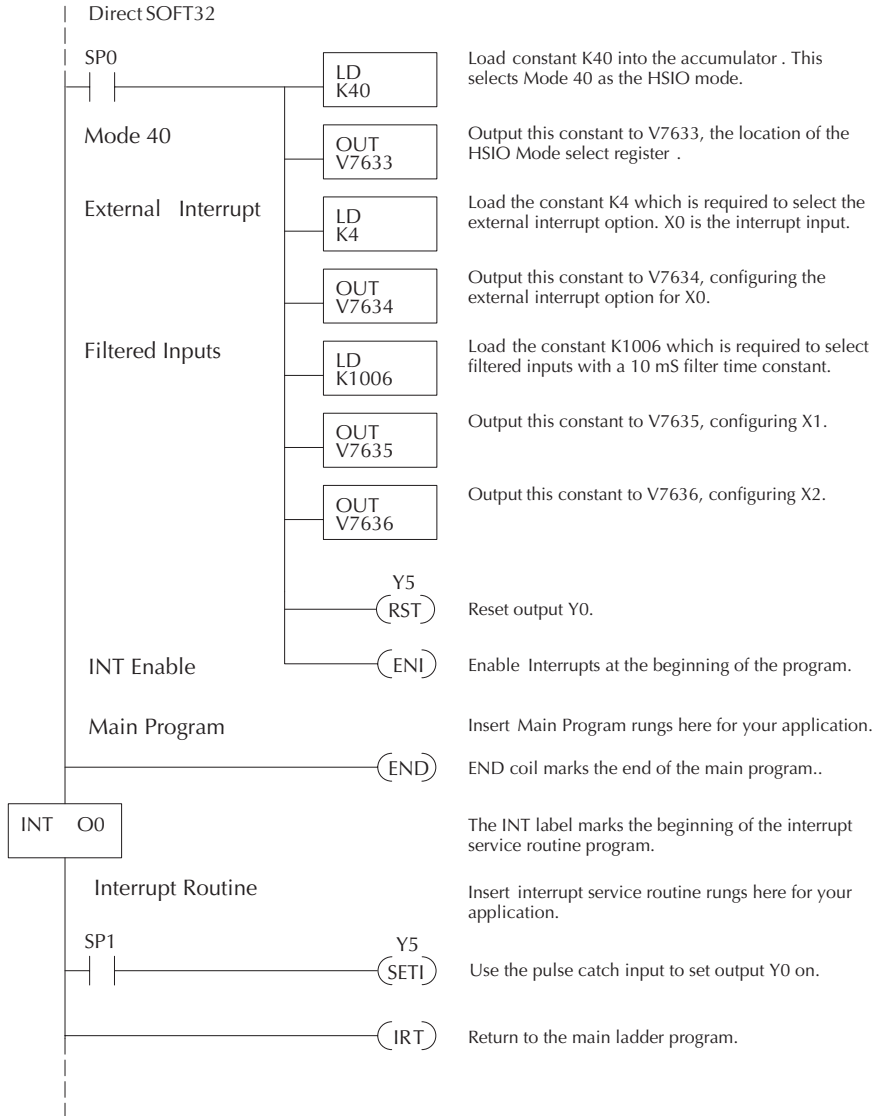 Direct SOFT32
SP0
LD
K40
Load constant K40 into the accumulator . This
selects Mode 40 as the HSIO mode.
Mode 40
OUT
V7633
Output this constant to V7633, the location of the
HSIO Mode select register .
External Interrupt
LD
K4
Load the constant K4 which is required to select the
external interrupt option. X0 is the interrupt input.
OUT
V7634
Output this constant to V7634, configuring the
external interrupt option for X0.
Filtered Inputs
LD
K1006
Load the constant K1006 which is required to select
filtered inputs with a 10 mS filter time constant.
OUT
V7635
Output this constant to V7635, configuring X1.
OUT
V7636
Output this constant to V7636, configuring X2.
Y5
RST
Reset output Y0.
INT Enable
ENI
Enable Interrupts at the beginning of the program.
Main Program
Insert Main Program rungs here for your application.
END
END coil marks the end of the main program..
INT O0
The INT label marks the beginning of the interrupt
service routine program.
Interrupt Routine
Insert interrupt service routine rungs here for your
application.
SP1
Y5
SETI
Use the pulse catch input to set output Y0 on.
IRT
Return to the main ladder program.